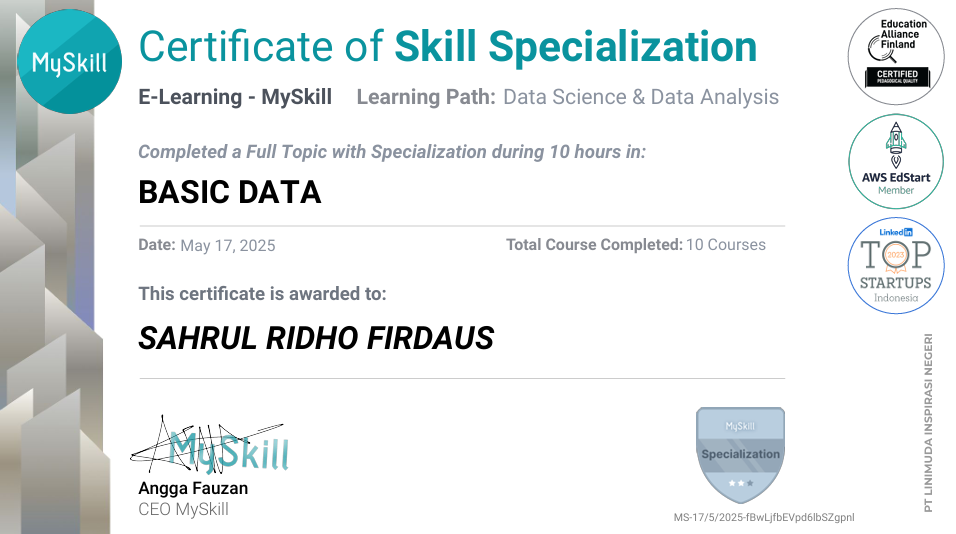 MySkill
Certificate of Skill Specialization
E-Learning - MySkill Learning Path: Data Science & Data Analysis
Completed a Full Topic with Specialization during 10 hours in:
BASIC DATA
Date: May 17, 2025 Total Course Completed: 10 Courses
This certificate is awarded to:
SAHRUL RIDHO FIRDAUS
MySkill
Angga Fauzan
CEO MySkill
MySkill
Specialization
MS-17/5/2025-fBwLjfbEVpd6lbSZgpnl
Education
Alliance
Finland
CERTIFIED
PEDAGOGICAL QUALITY
AWS EdStart
Member
LinkedIn
TOP
2023
STARTUPS
Indonesia
PT LINIMUDA INSPIRASI NEGERI